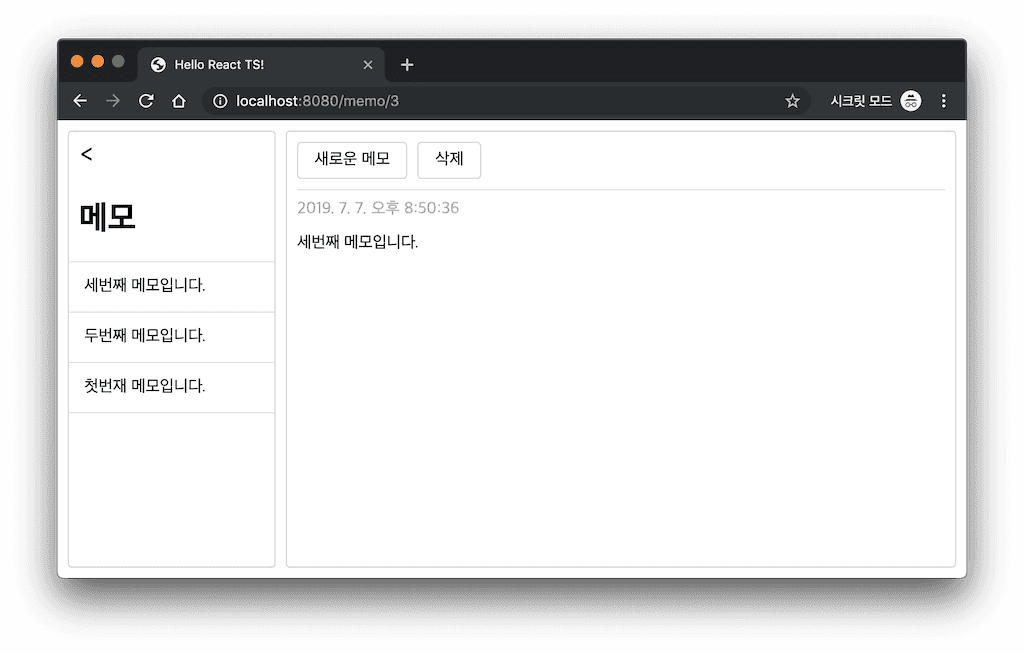 Hello React TS!
localhost:8080/memo/3
시크릿 모드
<
메모
세번째 메모입니다.
두번째 메모입니다.
첫번재 메모입니다.
새로운 메모 삭제
2019. 7. 7. 오후 8:50:36
세번째 메모입니다.